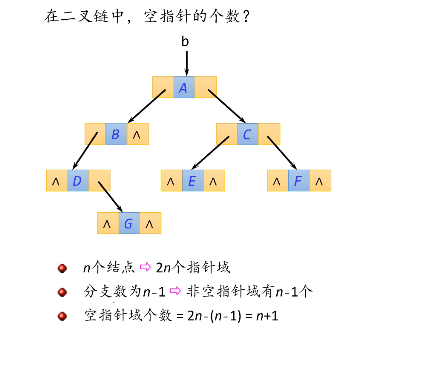 在二叉链中，空指针的个数？
b
A
B ∧
C
∧ D
∧ E ∧
∧ F ∧
∧ G ∧
n个结点 ⇨ 2n个指针域
分支数为n-1 ⇨ 非空指针域有n-1个
空指针域个数 = 2n-(n-1) = n+1